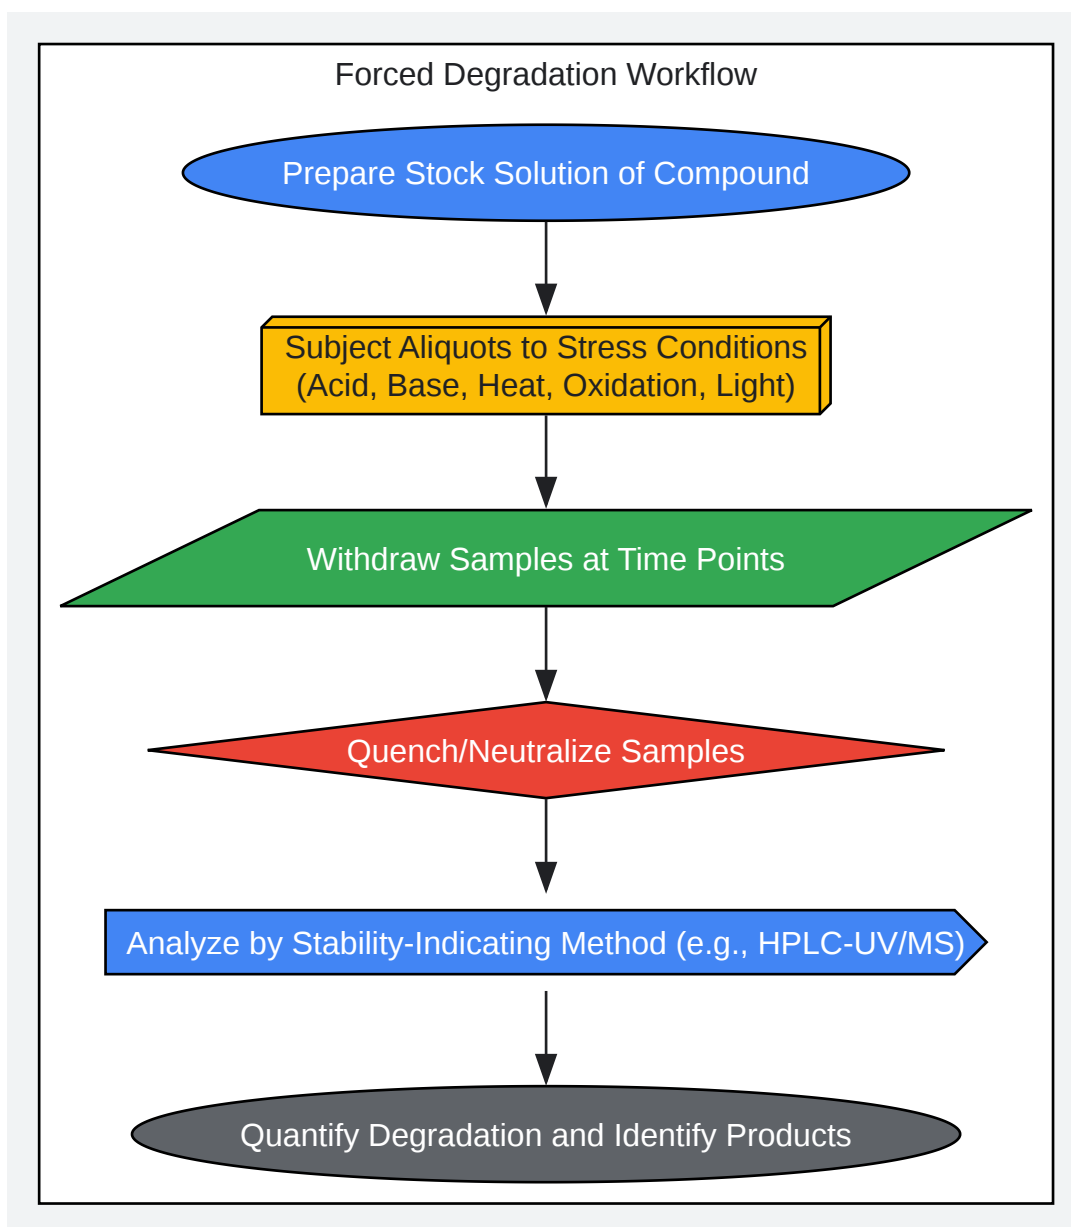 Forced Degradation Workflow
Prepare Stock Solution of Compound
Subject Aliquots to Stress Conditions
(Acid, Base, Heat, Oxidation, Light)
Withdraw Samples at Time Points
Quench/Neutralize Samples
Analyze by Stability-Indicating Method (e.g., HPLC-UV/MS)
Quantify Degradation and Identify Products